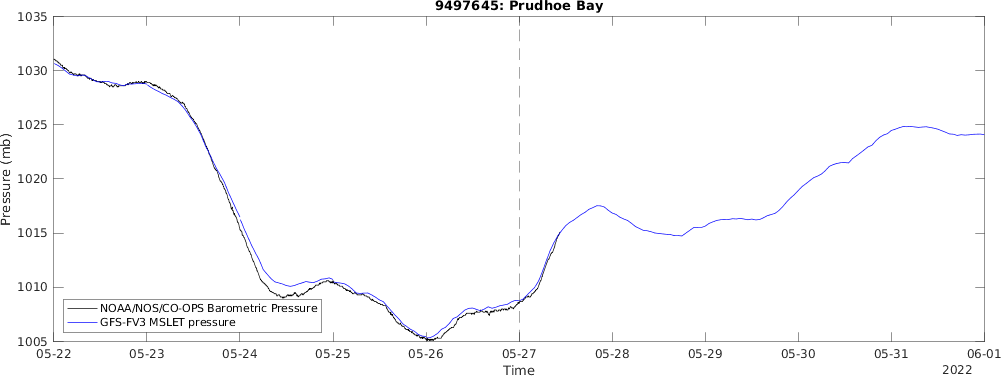 9497645: Prudhoe Bay
Pressure (mb)
1035
1030
1025
1020
1015
1010
1005
NOAA/NOS/CO-OPS Barometric Pressure
GFS-FV3 MSLET pressure
05-22 05-23 05-24 05-25 05-26 05-27 05-28 05-29 05-30 05-31 06-01
Time
2022